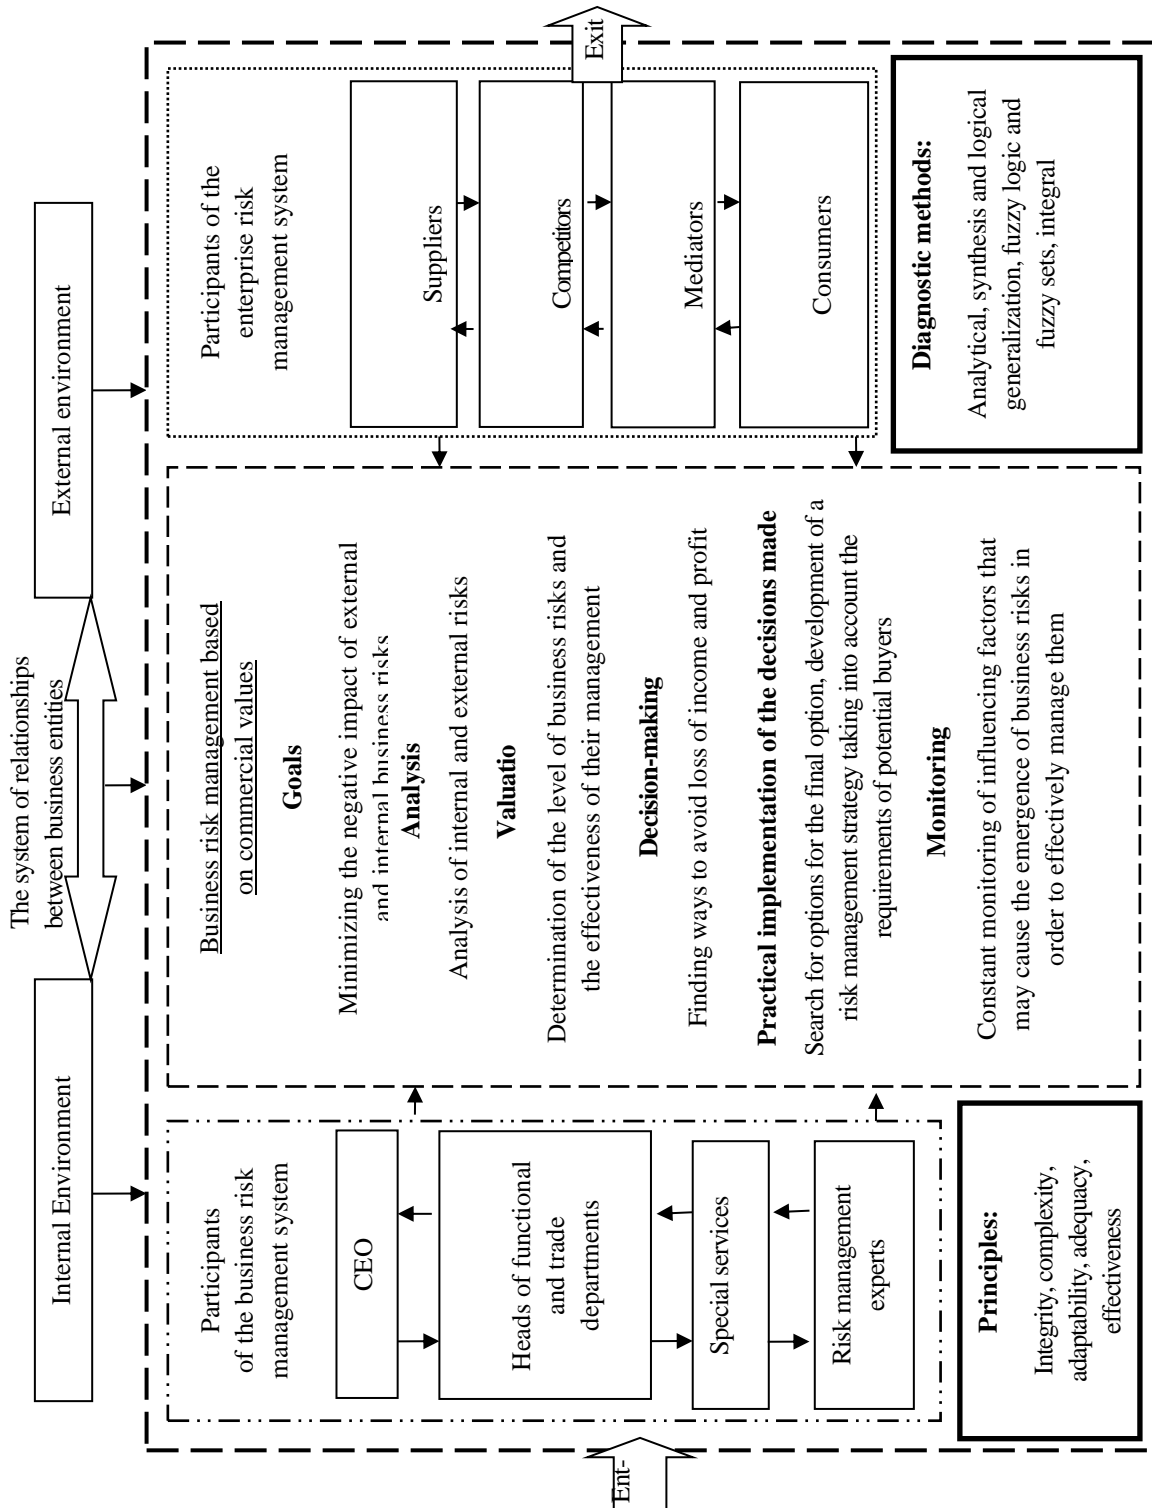 Internal Environment
The system of relationships
between business entities
External environment
Ent-
Participants
of the business risk
management system
CEO
Heads of functional
and trade
departments
Special services
Risk management
experts
Principles:
Integrity, complexity,
adaptability, adequacy,
effectiveness
Business risk management based
on commercial values
Goals
Minimizing the negative impact of external
and internal business risks
Analysis
Analysis of internal and external risks
Valuatio
Determination of the level of business risks and
the effectiveness of their management
Decision-making
Finding ways to avoid loss of income and profit
Practical implementation of the decisions made
Search for options for the final option, development of a
risk management strategy taking into account the
requirements of potential buyers
Monitoring
Constant monitoring of influencing factors that
may cause the emergence of business risks in
order to effectively manage them
Participants of the
enterprise risk
management system
Suppliers
Competitors
Mediators
Consumers
Exit
Diagnostic methods:
Analytical, synthesis and logical
generalization, fuzzy logic and
fuzzy sets, integral